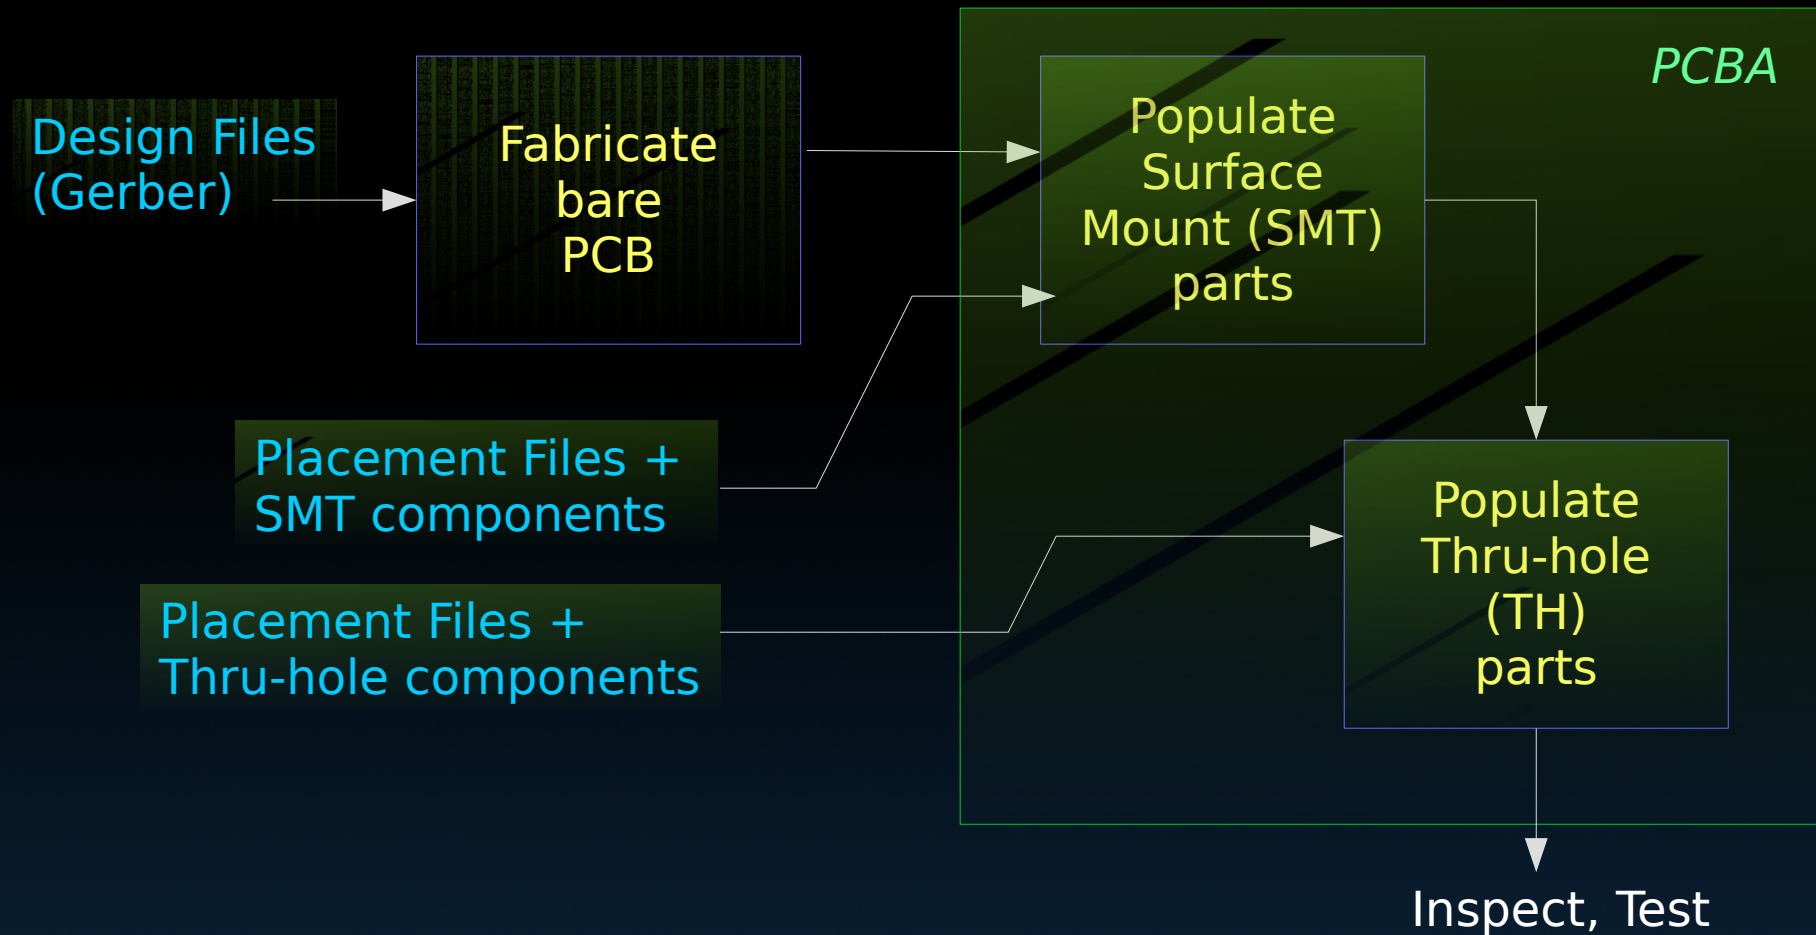 Design Files
(Gerber)
Fabricate
bare
PCB
PCBA
Populate
Surface
Mount (SMT)
parts
Placement Files +
SMT components
Placement Files +
Thru-hole components
Populate
Thru-hole
(TH)
parts
Inspect, Test